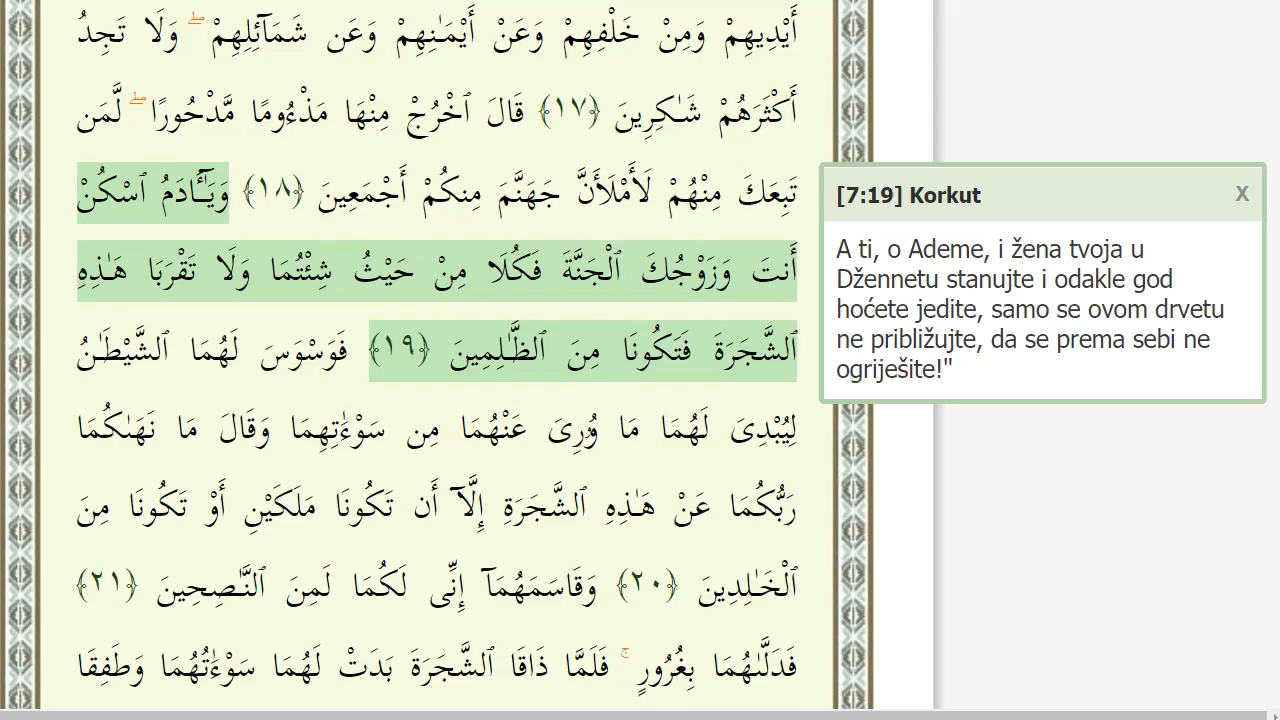 أَيْدِيهِمْ وَمِنْ خَلْفِهِمْ وَعَنْ أَيْمَـٰنِهِمْ وَعَن شَمَآئِلِهِمْ ۖ وَلَا تَجِدُ
أَكْثَرَهُمْ شَـٰكِرِينَ ﴿١٧﴾ قَالَ ٱخْرُجْ مِنْهَا مَذْءُومًا مَّدْحُورًا ۖ لَّمَن
تَبِعَكَ مِنْهُمْ لَأَمْلَأَنَّ جَهَنَّمَ مِنكُمْ أَجْمَعِينَ ﴿١٨﴾ وَيَـٰٓـَٔادَمُ ٱسْكُنْ
أَنتَ وَزَوْجُكَ ٱلْجَنَّةَ فَكُلَا مِنْ حَيْثُ شِئْتُمَا وَلَا تَقْرَبَا هَـٰذِهِ
ٱلشَّجَرَةَ فَتَكُونَا مِنَ ٱلظَّـٰلِمِينَ ﴿١٩﴾ فَوَسْوَسَ لَهُمَا ٱلشَّيْطَـٰنُ
لِيُبْدِىَ لَهُمَا مَا وُۥرِىَ عَنْهُمَا مِن سَوْءَٰتِهِمَا وَقَالَ مَا نَهَىٰكُمَا
رَبُّكُمَا عَنْ هَـٰذِهِ ٱلشَّجَرَةِ إِلَّآ أَن تَكُونَا مَلَكَيْنِ أَوْ تَكُونَا مِنَ
ٱلْخَـٰلِدِينَ ﴿٢٠﴾ وَقَاسَمَهُمَآ إِنِّى لَكُمَا لَمِنَ ٱلنَّـٰصِحِينَ ﴿٢١﴾
فَدَلَّىٰهُمَا بِغُرُورٍ ۚ فَلَمَّا ذَاقَا ٱلشَّجَرَةَ بَدَتْ لَهُمَا سَوْءَٰتُهُمَا وَطَفِقَا
[7:19] Korkut X
A ti, o Ademe, i žena tvoja u
Džennetu stanujte i odakle god
hoćete jedite, samo se ovom drvetu
ne približujte, da se prema sebi ne
ogriješite!"